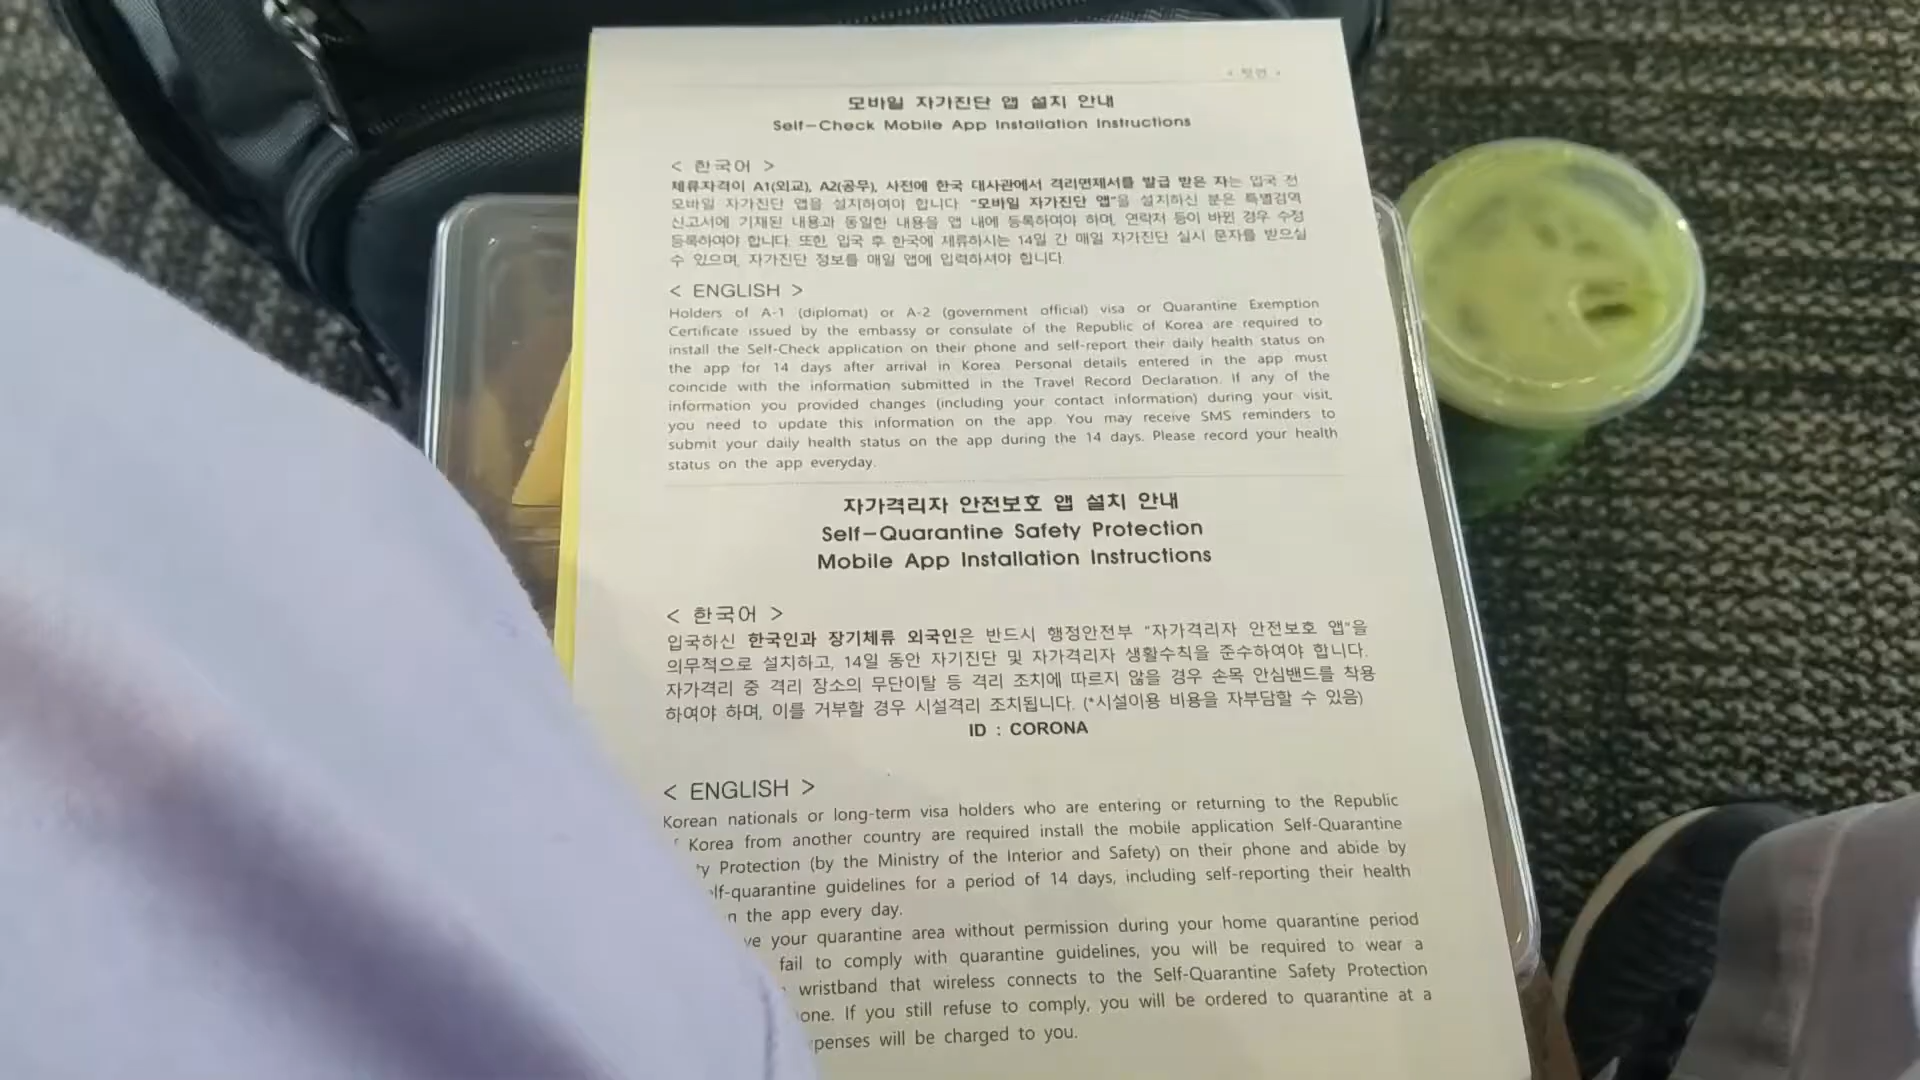 < 뒷면 >
모바일 자가진단 앱 설치 안내
Self-Check Mobile App Installation Instructions
< 한국어 >
체류자격이 A1(외교), A2(공무), 사전에 한국 대사관에서 격리면제서를 발급 받은 자는 입국 전
모바일 자가진단 앱을 설치하여야 합니다. "모바일 자가진단 앱"을 설치하신 분은 특별검역
신고서에 기재된 내용과 동일한 내용을 앱 내에 등록하여야 하며, 연락처 등이 바뀐 경우 수정
등록하여야 합니다. 또한, 입국 후 한국에 체류하시는 14일 간 매일 자가진단 실시 문자를 받으실
수 있으며, 자가진단 정보를 매일 앱에 입력하셔야 합니다.
< ENGLISH >
Holders of A-1 (diplomat) or A-2 (government official) visa or Quarantine Exemption
Certificate issued by the embassy or consulate of the Republic of Korea are required to
install the Self-Check application on their phone and self-report their daily health status on
the app for 14 days after arrival in Korea. Personal details entered in the app must
coincide with the information submitted in the Travel Record Declaration. If any of the
information you provided changes (including your contact information) during your visit,
you need to update this information on the app. You may receive SMS reminders to
submit your daily health status on the app during the 14 days. Please record your health
status on the app everyday.
자가격리자 안전보호 앱 설치 안내
Self-Quarantine Safety Protection
Mobile App Installation Instructions
< 한국어 >
입국하신 한국인과 장기체류 외국인은 반드시 행정안전부 "자가격리자 안전보호 앱"을
의무적으로 설치하고, 14일 동안 자기진단 및 자가격리자 생활수칙을 준수하여야 합니다.
자가격리 중 격리 장소의 무단이탈 등 격리 조치에 따르지 않을 경우 손목 안심밴드를 착용
하여야 하며, 이를 거부할 경우 시설격리 조치됩니다. (*시설이용 비용을 자부담할 수 있음)
ID : CORONA
< ENGLISH >
Korean nationals or long-term visa holders who are entering or returning to the Republic
Korea from another country are required install the mobile application Self-Quarantine
Protection (by the Ministry of the Interior and Safety) on their phone and abide by
lf-quarantine guidelines for a period of 14 days, including self-reporting their health
n the app every day.
ve your quarantine area without permission during your home quarantine period
fail to comply with quarantine guidelines, you will be required to wear a
wristband that wireless connects to the Self-Quarantine Safety Protection
one. If you still refuse to comply, you will be ordered to quarantine at a
penses will be charged to you.